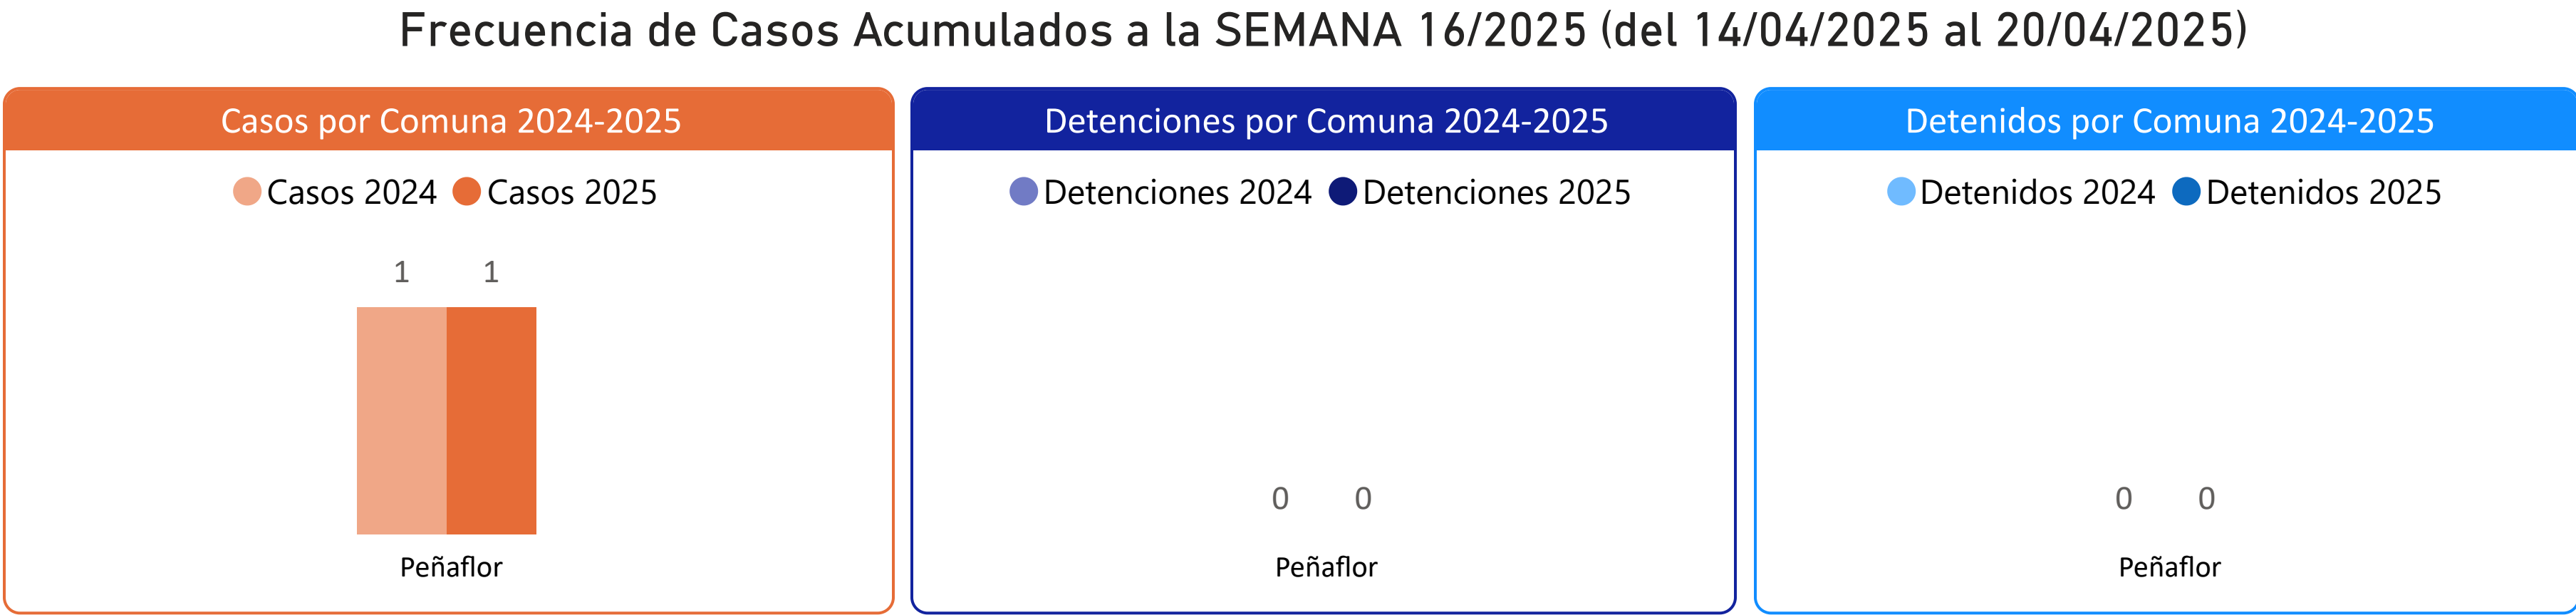 Frecuencia de Casos Acumulados a la SEMANA 16/2025 (del 14/04/2025 al 20/04/2025)
Casos por Comuna 2024-2025
Casos 2024 Casos 2025
1 1
Peñaflor
Detenciones por Comuna 2024-2025
Detenciones 2024 Detenciones 2025
0 0
Peñaflor
Detenidos por Comuna 2024-2025
Detenidos 2024 Detenidos 2025
0 0
Peñaflor